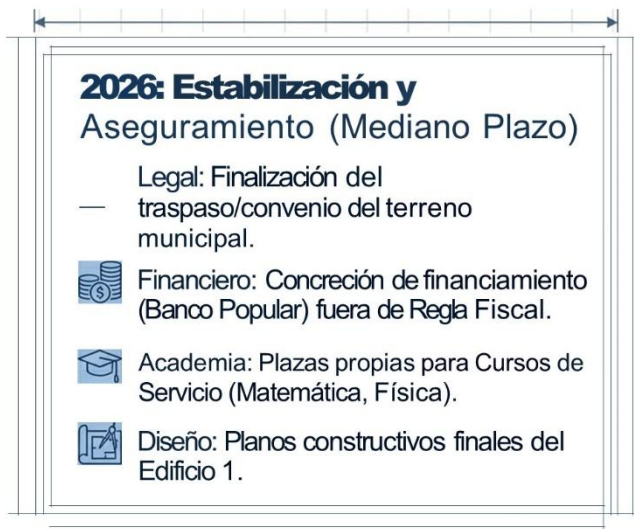 2026: Estabilización y
Aseguramiento (Mediano Plazo)
Legal: Finalización del
traspaso/convenio del terreno
municipal.
Financiero: Concreción de financiamiento
(Banco Popular) fuera de Regla Fiscal.
Academia: Plazas propias para Cursos de
Servicio (Matemática, Física).
Diseño: Planos constructivos finales del
Edificio 1.